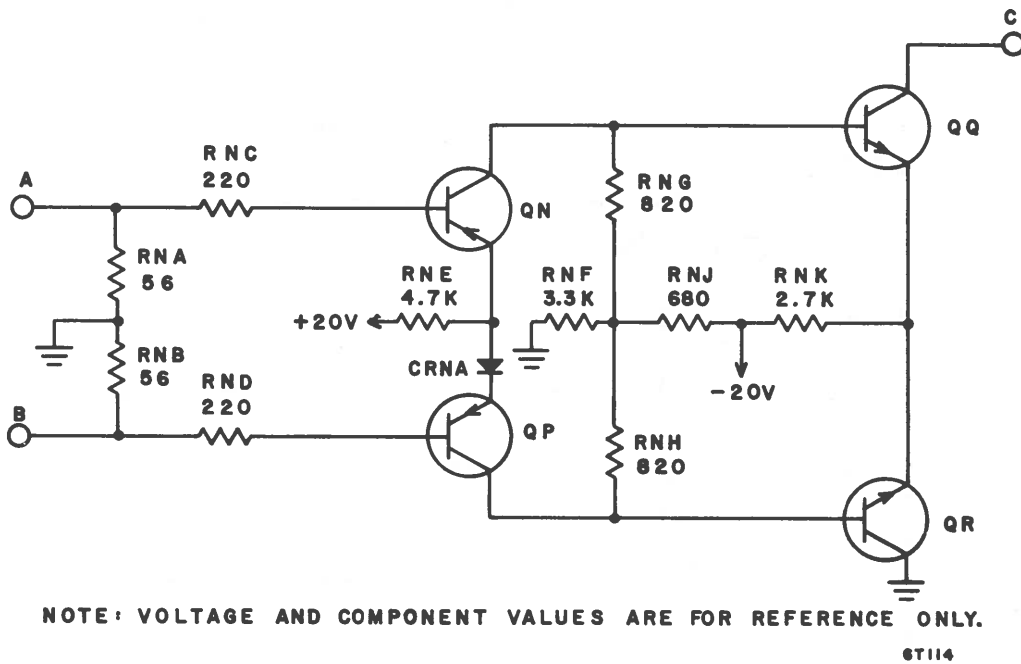 C
QQ
RNC
220
A
RNG
820
QN
RNA
56
RNE
4.7K
RNF
3.3K
RNJ
680
RNK
2.7K
+20V
RNB
56
CRNA
-20V
RND
220
B
QP
RNH
820
QR
NOTE: VOLTAGE AND COMPONENT VALUES ARE FOR REFERENCE ONLY.
6T114